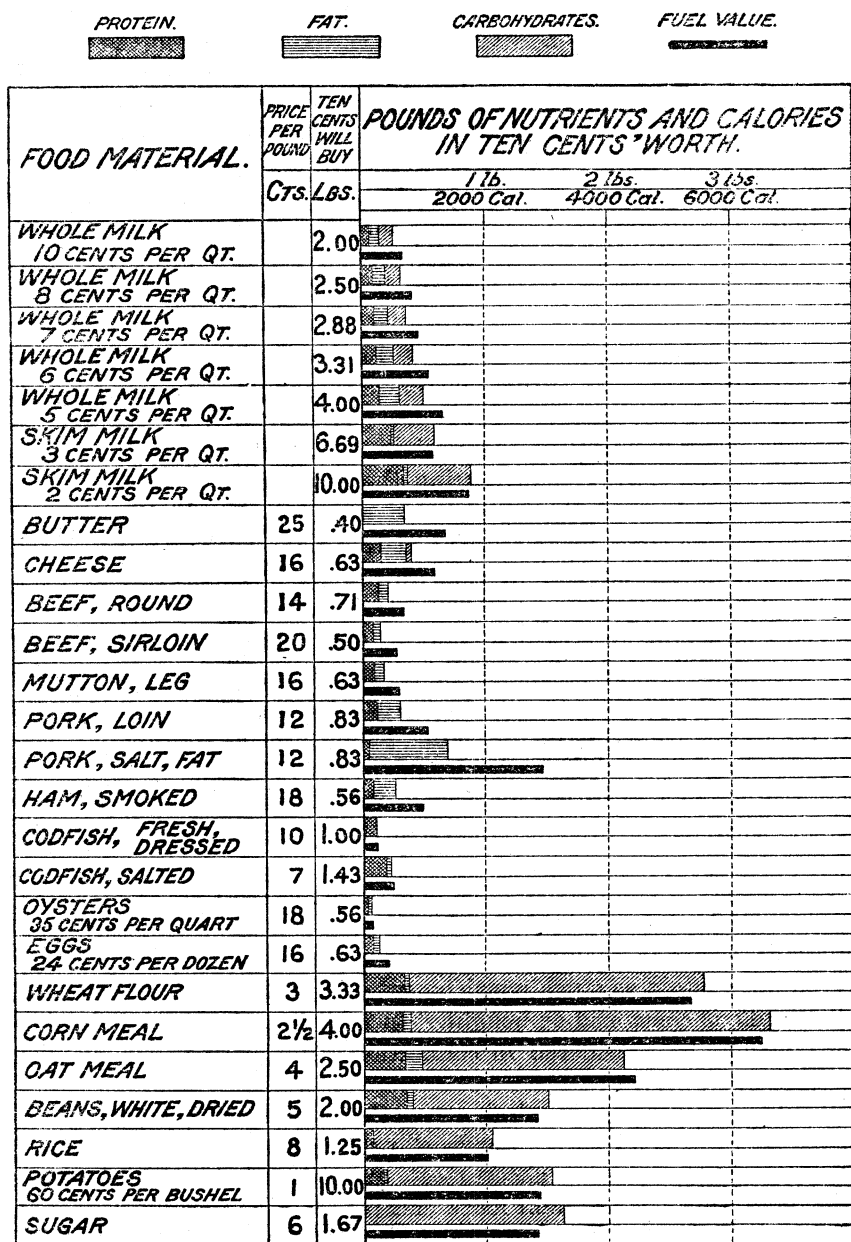 PROTEIN. FAT. CARBOHYDRATES. FUEL VALUE.
FOOD MATERIAL.
PRICE PER POUND
TEN CENTS WILL BUY
POUNDS OF NUTRIENTS AND CALORIES
IN TEN CENTS' WORTH.
CTS. LBS.
1 lb. 2 lbs. 3 lbs.
2000 Cal. 4000 Cal. 6000 Cal.
WHOLE MILK
10 CENTS PER QT. 2.00
WHOLE MILK
8 CENTS PER QT. 2.50
WHOLE MILK
7 CENTS PER QT. 2.88
WHOLE MILK
6 CENTS PER QT. 3.31
WHOLE MILK
5 CENTS PER QT. 4.00
SKIM MILK
3 CENTS PER QT. 6.69
SKIM MILK
2 CENTS PER QT. 10.00
BUTTER 25 .40
CHEESE 16 .63
BEEF, ROUND 14 .71
BEEF, SIRLOIN 20 .50
MUTTON, LEG 16 .63
PORK, LOIN 12 .83
PORK, SALT, FAT 12 .83
HAM, SMOKED 18 .56
CODFISH, FRESH, DRESSED 10 1.00
CODFISH, SALTED 7 1.43
OYSTERS
35 CENTS PER QUART 18 .56
EGGS
24 CENTS PER DOZEN 16 .63
WHEAT FLOUR 3 3.33
CORN MEAL 2½ 4.00
OAT MEAL 4 2.50
BEANS, WHITE, DRIED 5 2.00
RICE 8 1.25
POTATOES
60 CENTS PER BUSHEL 1 10.00
SUGAR 6 1.67